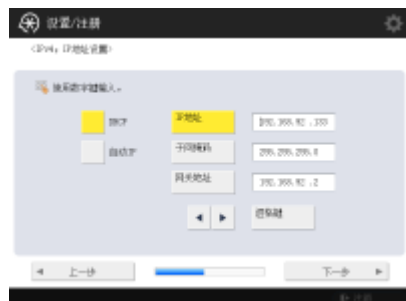 设置/注册
<IPv4: IP地址设置>
使用数字键输入。
DHCP
IP地址
192.168.92 .133
自动IP
子网掩码
255.255.255.0
网关地址
192.168.92 .2
◀ ▶
退格键
◀ 上一步
下一步 ▶